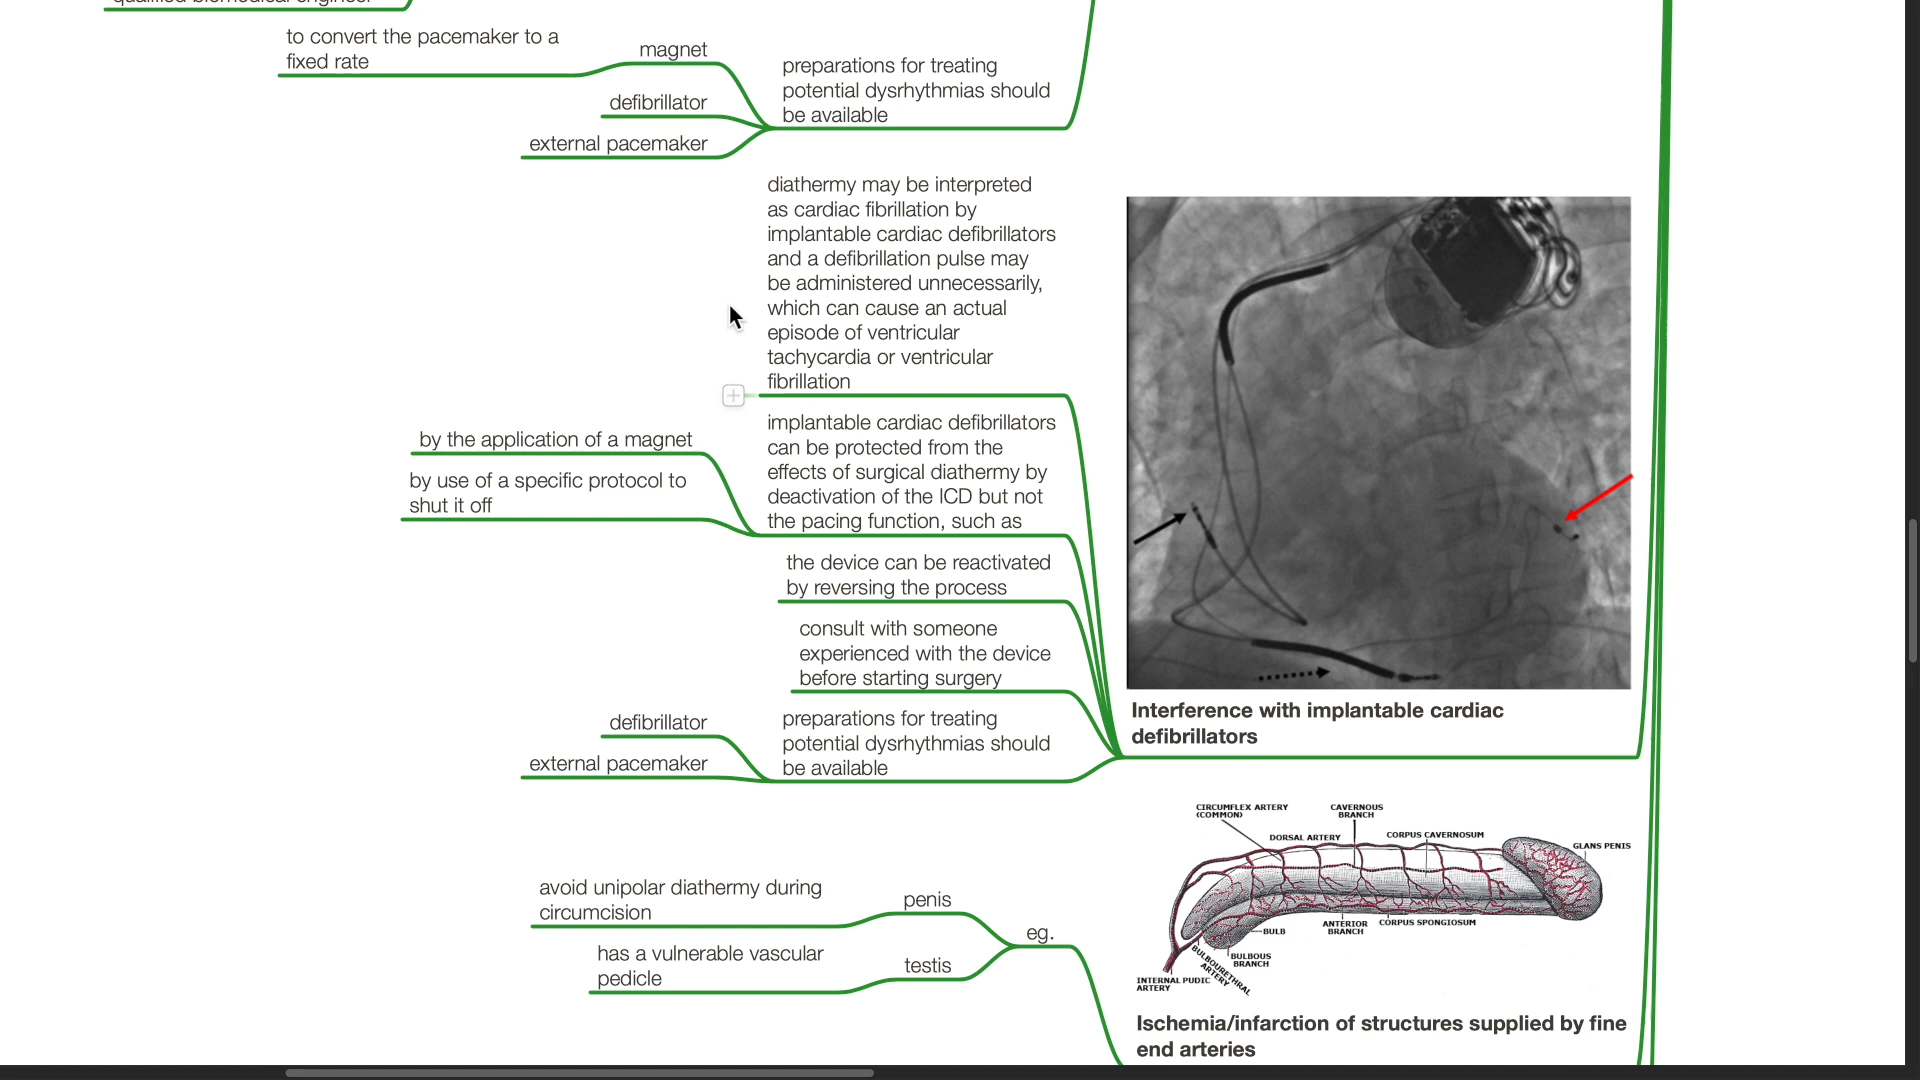 qualified biomedical engineer
to convert the pacemaker to a
fixed rate
magnet
defibrillator
external pacemaker
preparations for treating
potential dysrhythmias should
be available
diathermy may be interpreted
as cardiac fibrillation by
implantable cardiac defibrillators
and a defibrillation pulse may
be administered unnecessarily,
which can cause an actual
episode of ventricular
tachycardia or ventricular
fibrillation
by the application of a magnet
by use of a specific protocol to
shut it off
implantable cardiac defibrillators
can be protected from the
effects of surgical diathermy by
deactivation of the ICD but not
the pacing function, such as
the device can be reactivated
by reversing the process
consult with someone
experienced with the device
before starting surgery
defibrillator
external pacemaker
preparations for treating
potential dysrhythmias should
be available
Interference with implantable cardiac
defibrillators
avoid unipolar diathermy during
circumcision
penis
has a vulnerable vascular
pedicle
testis
eg.
CIRCUMFLEX ARTERY
(COMMON)
CAVERNOUS
BRANCH
DORSAL ARTERY
CORPUS CAVERNOSUM
GLANS PENIS
ANTERIOR
BRANCH
CORPUS SPONGIOSUM
BULB
BULBOUS
BRANCH
BULBOURETHRAL
ARTERY
INTERNAL PUDIC
ARTERY
Ischemia/infarction of structures supplied by fine
end arteries